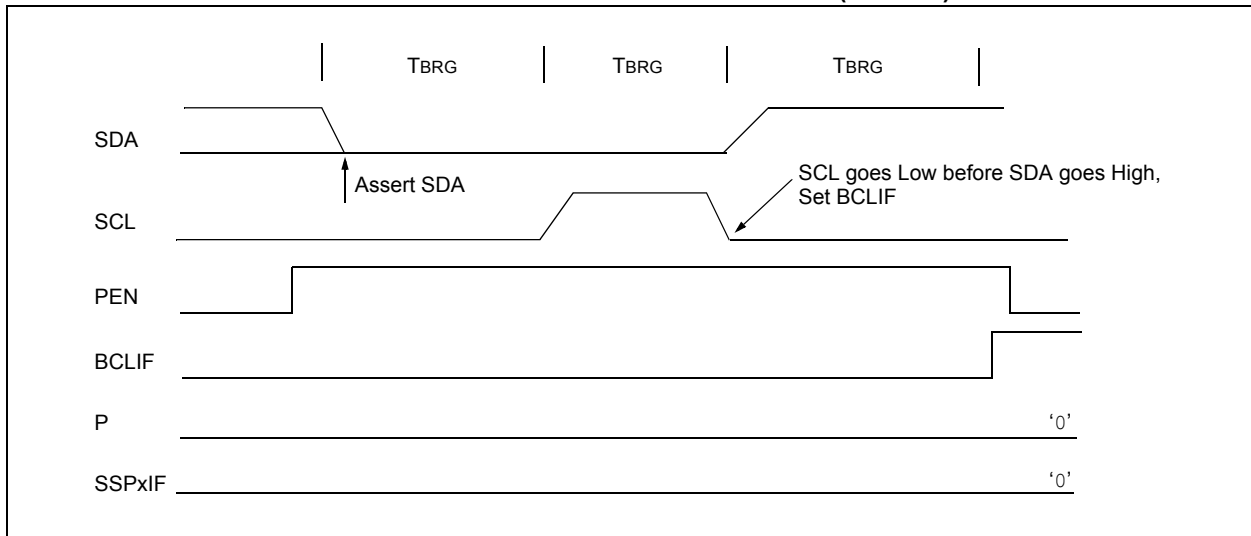 TBRG TBRG TBRG
SDA
Assert SDA
SCL goes Low before SDA goes High,
Set BCLIF
SCL
PEN
BCLIF
P '0'
SSPxIF '0'